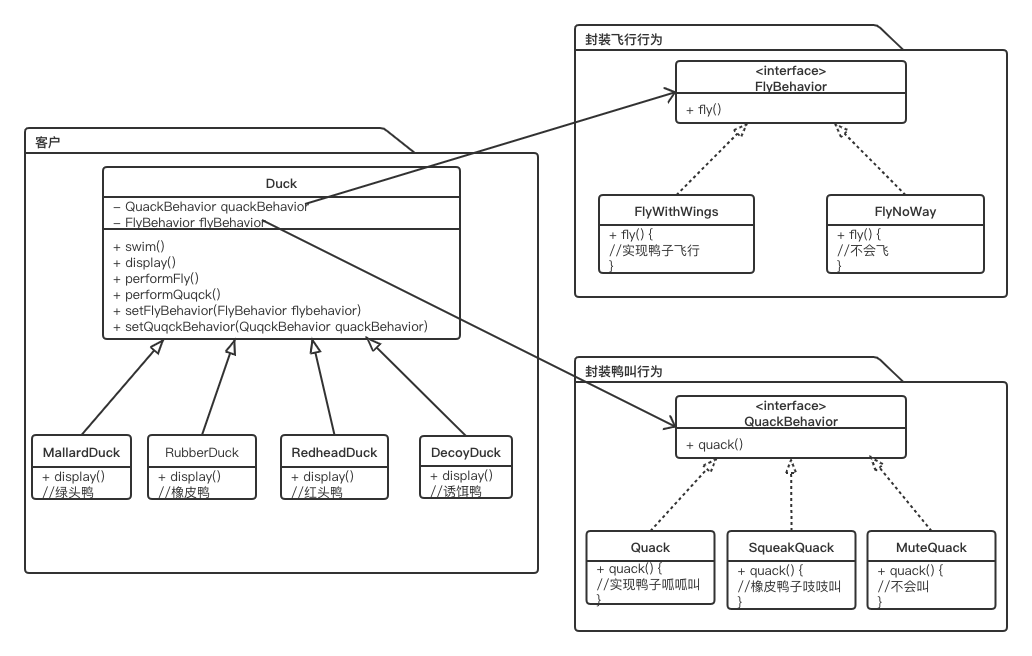 封装飞行行为
<interface>
FlyBehavior
+ fly()
FlyWithWings
+ fly() {
//实现鸭子飞行
}
FlyNoWay
+ fly() {
//不会飞
}
客户
Duck
– QuackBehavior quackBehavior
– FlyBehavior flyBehavior
+ swim()
+ display()
+ performFly()
+ performQuqck()
+ setFlyBehavior(FlyBehavior flybehavior)
+ setQuqckBehavior(QuqckBehavior quackBehavior)
MallardDuck
+ display()
//绿头鸭
RubberDuck
+ display()
//橡皮鸭
RedheadDuck
+ display()
//红头鸭
DecoyDuck
+ display()
//诱饵鸭
封装鸭叫行为
<interface>
QuackBehavior
+ quack()
Quack
+ quack() {
//实现鸭子呱呱叫
}
SqueakQuack
+ quack() {
//橡皮鸭子吱吱叫
}
MuteQuack
+ quack() {
//不会叫
}